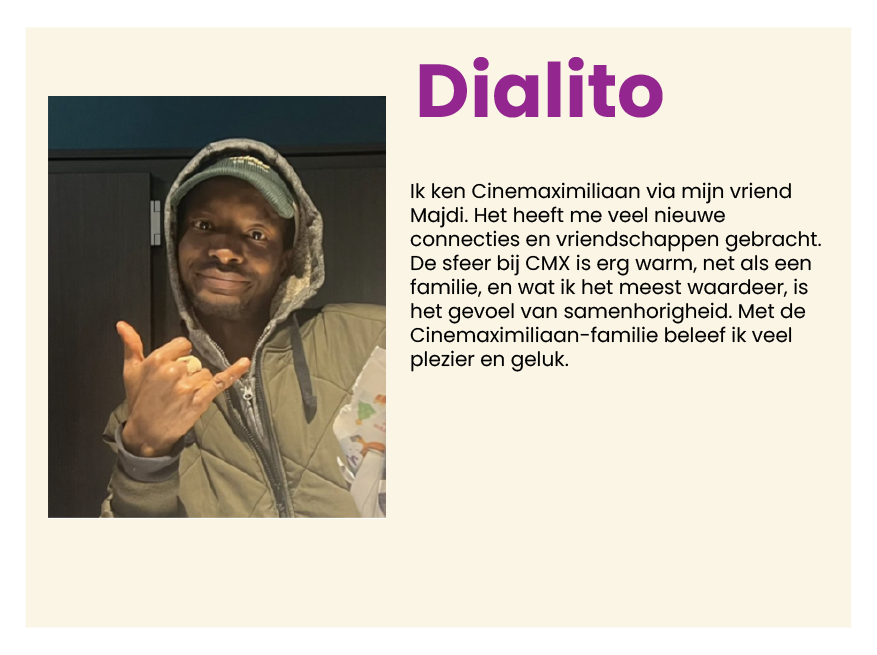 Dialito
Ik ken Cinemaximiliaan via mijn vriend
Majdi. Het heeft me veel nieuwe
connecties en vriendschappen gebracht.
De sfeer bij CMX is erg warm, net als een
familie, en wat ik het meest waardeer, is
het gevoel van samenhorigheid. Met de
Cinemaximiliaan-familie beleef ik veel
plezier en geluk.